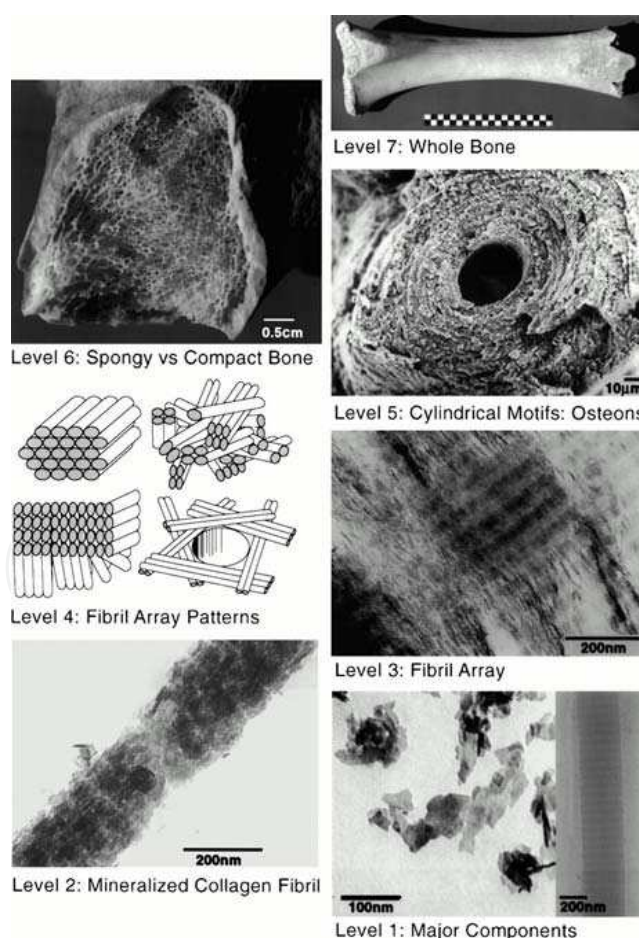 Level 7: Whole Bone
0.5cm
Level 6: Spongy vs Compact Bone
10µm
Level 5: Cylindrical Motifs: Osteons
Level 4: Fibril Array Patterns
200nm
Level 3: Fibril Array
200nm
Level 2: Mineralized Collagen Fibril
100nm
200nm
Level 1: Major Components